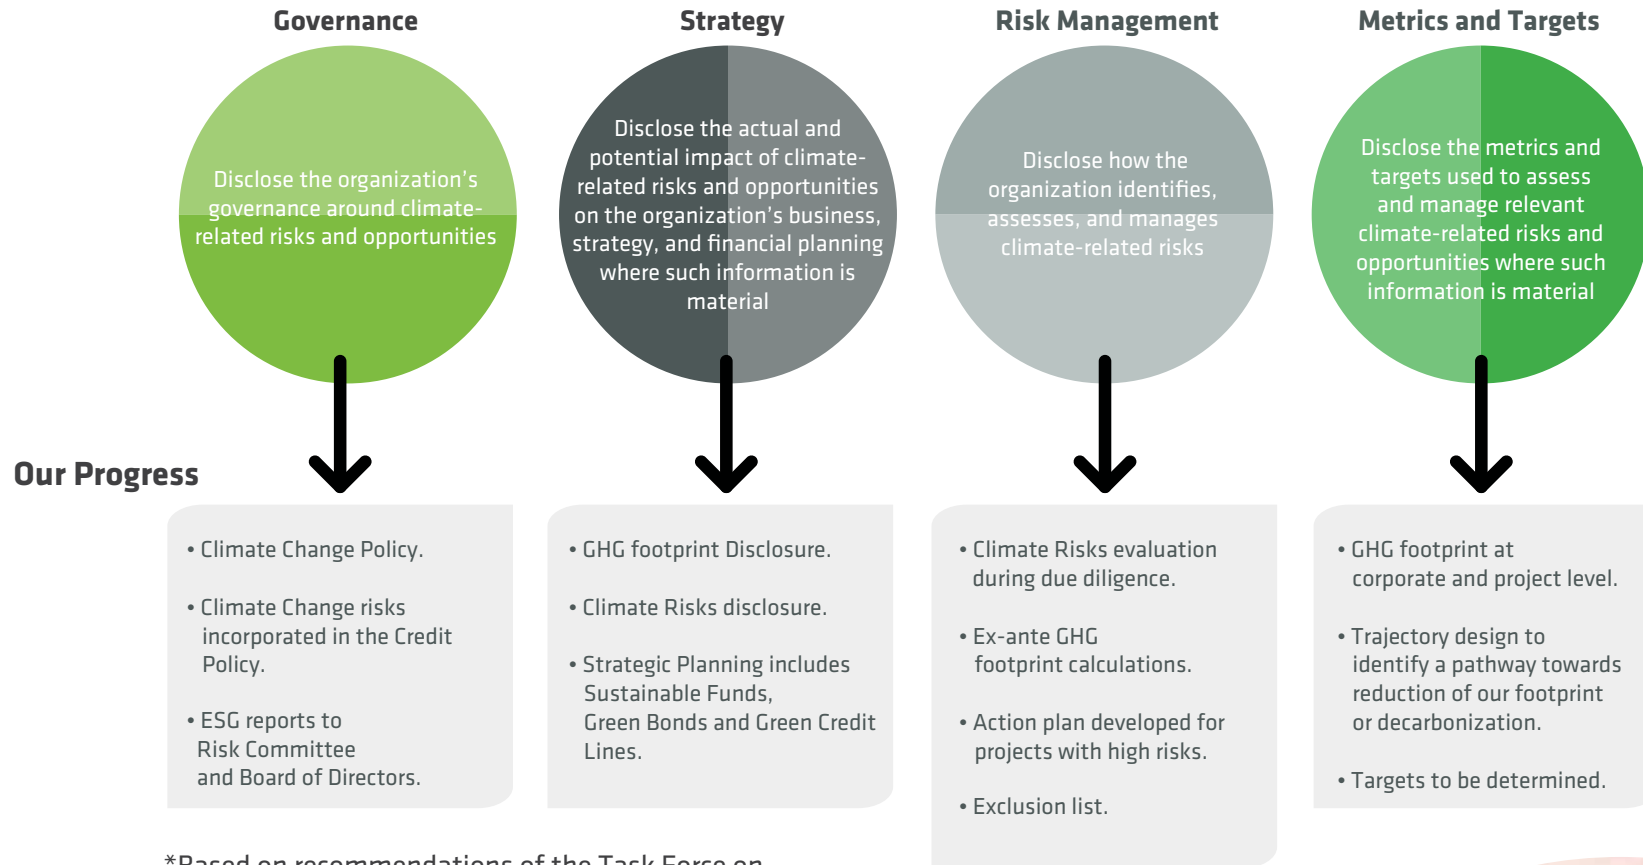 Governance
Disclose the organization’s
governance around climate-
related risks and opportunities
Strategy
Disclose the actual and
potential impact of climate-
related risks and opportunities
on the organization’s business,
strategy, and financial planning
where such information is
material
Risk Management
Disclose how the
organization identifies,
assesses, and manages
climate-related risks
Metrics and Targets
Disclose the metrics and
targets used to assess
and manage relevant
climate-related risks and
opportunities where such
information is material
Our Progress
• Climate Change Policy.
• Climate Change risks
incorporated in the Credit
Policy.
• ESG reports to
Risk Committee
and Board of Directors.
• GHG footprint Disclosure.
• Climate Risks disclosure.
• Strategic Planning includes
Sustainable Funds,
Green Bonds and Green Credit
Lines.
• Climate Risks evaluation
during due diligence.
• Ex-ante GHG
footprint calculations.
• Action plan developed for
projects with high risks.
• Exclusion list.
• GHG footprint at
corporate and project level.
• Trajectory design to
identify a pathway towards
reduction of our footprint
or decarbonization.
• Targets to be determined.
*Based on recommendations of the Task Force on